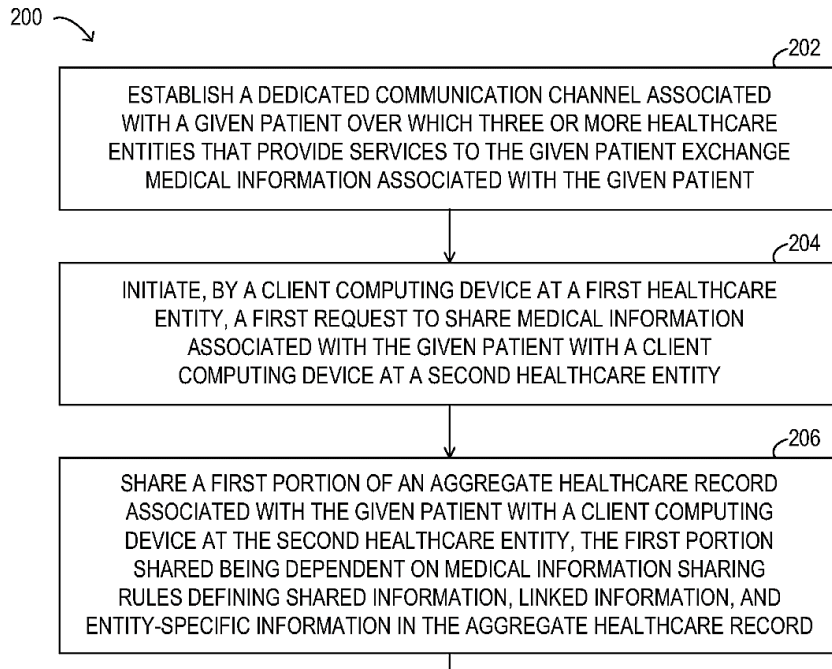 200
202
ESTABLISH A DEDICATED COMMUNICATION CHANNEL ASSOCIATED
WITH A GIVEN PATIENT OVER WHICH THREE OR MORE HEALTHCARE
ENTITIES THAT PROVIDE SERVICES TO THE GIVEN PATIENT EXCHANGE
MEDICAL INFORMATION ASSOCIATED WITH THE GIVEN PATIENT
204
INITIATE, BY A CLIENT COMPUTING DEVICE AT A FIRST HEALTHCARE
ENTITY, A FIRST REQUEST TO SHARE MEDICAL INFORMATION
ASSOCIATED WITH THE GIVEN PATIENT WITH A CLIENT
COMPUTING DEVICE AT A SECOND HEALTHCARE ENTITY
206
SHARE A FIRST PORTION OF AN AGGREGATE HEALTHCARE RECORD
ASSOCIATED WITH THE GIVEN PATIENT WITH A CLIENT COMPUTING
DEVICE AT THE SECOND HEALTHCARE ENTITY, THE FIRST PORTION
SHARED BEING DEPENDENT ON MEDICAL INFORMATION SHARING
RULES DEFINING SHARED INFORMATION, LINKED INFORMATION, AND
ENTITY-SPECIFIC INFORMATION IN THE AGGREGATE HEALTHCARE RECORD